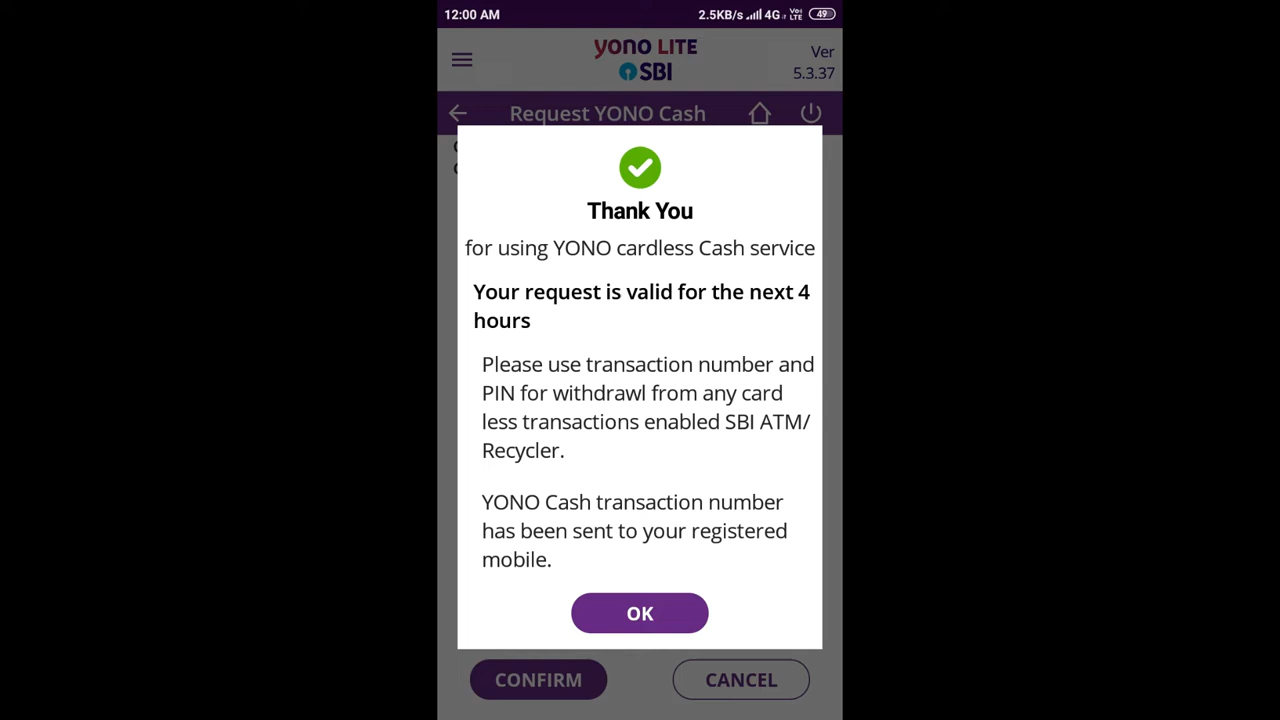 12:00 AM
2.5KB/s 4G Vo) LTE 49
yono LITE
SBI
Ver
5.3.37
Request YONO Cash
Thank You
for using YONO cardless Cash service
Your request is valid for the next 4
hours
Please use transaction number and
PIN for withdrawl from any card
less transactions enabled SBI ATM/
Recycler.
YONO Cash transaction number
has been sent to your registered
mobile.
OK
CONFIRM
CANCEL